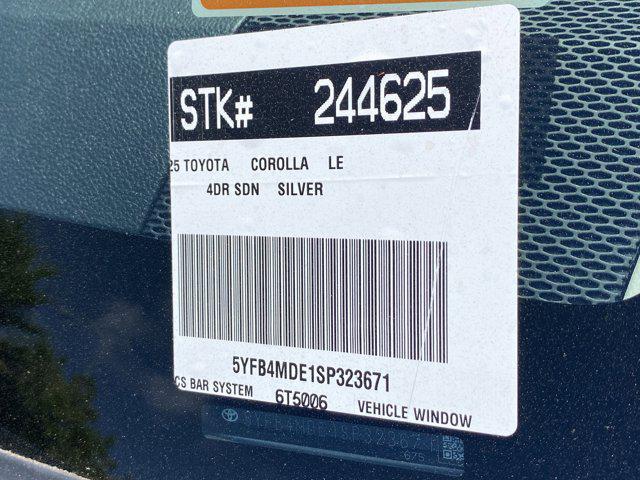 STK# 244625
25 TOYOTA COROLLA LE
4DR SDN SILVER
5YFB4MDE1SP323671
CS BAR SYSTEM 6T5006 VEHICLE WINDOW